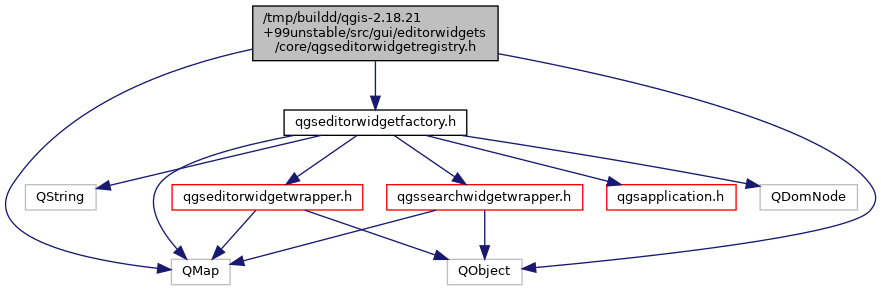 /tmp/buildd/qgis-2.18.21
+99unstable/src/gui/editorwidgets
/core/qgseditorwidgetregistry.h
qgseditorwidgetfactory.h
QString
qgseditorwidgetwrapper.h
qgssearchwidgetwrapper.h
qgsapplication.h
QDomNode
QMap
QObject